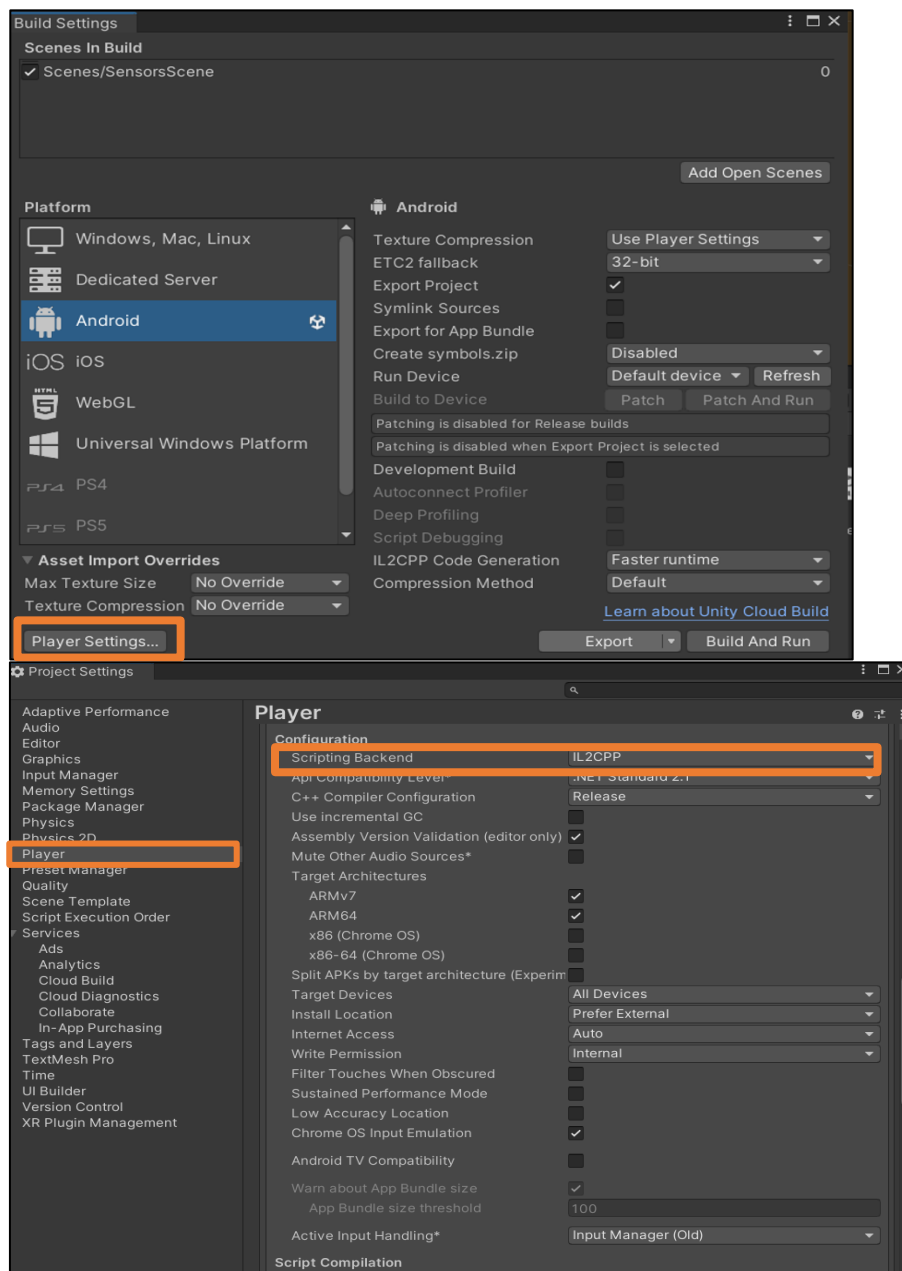 Build Settings
Scenes In Build
Scenes/SensorsScene 0
Add Open Scenes
Platform
Windows, Mac, Linux
Dedicated Server
Android
iOS iOS
HTML WebGL
Universal Windows Platform
PS4 PS4
PS5 PS5
Asset Import Overrides
Max Texture Size No Override
Texture Compression No Override
Player Settings...
Android
Texture Compression Use Player Settings
ETC2 fallback 32-bit
Export Project
Symlink Sources
Export for App Bundle
Create symbols.zip Disabled
Run Device Default device Refresh
Build to Device Patch Patch And Run
Patching is disabled for Release builds
Patching is disabled when Export Project is selected
Development Build
Autoconnect Profiler
Deep Profiling
Script Debugging
IL2CPP Code Generation Faster runtime
Compression Method Default
Learn about Unity Cloud Build
Export Build And Run
Project Settings
Adaptive Performance
Audio
Editor
Graphics
Input Manager
Memory Settings
Package Manager
Physics
Physics 2D
Player
Preset Manager
Quality
Scene Template
Script Execution Order
Services
Ads
Analytics
Cloud Build
Cloud Diagnostics
Collaborate
In-App Purchasing
Tags and Layers
TextMesh Pro
Time
UI Builder
Version Control
XR Plugin Management
Player
Configuration
Scripting Backend IL2CPP
Api Compatibility Level* .NET Standard 2.1
C++ Compiler Configuration Release
Use incremental GC
Assembly Version Validation (editor only)
Mute Other Audio Sources*
Target Architectures
ARMv7
ARM64
x86 (Chrome OS)
x86-64 (Chrome OS)
Split APKs by target architecture (Experim
Target Devices All Devices
Install Location Prefer External
Internet Access Auto
Write Permission Internal
Filter Touches When Obscured
Sustained Performance Mode
Low Accuracy Location
Chrome OS Input Emulation
Android TV Compatibility
Warn about App Bundle size
App Bundle size threshold 100
Active Input Handling* Input Manager (Old)
Script Compilation